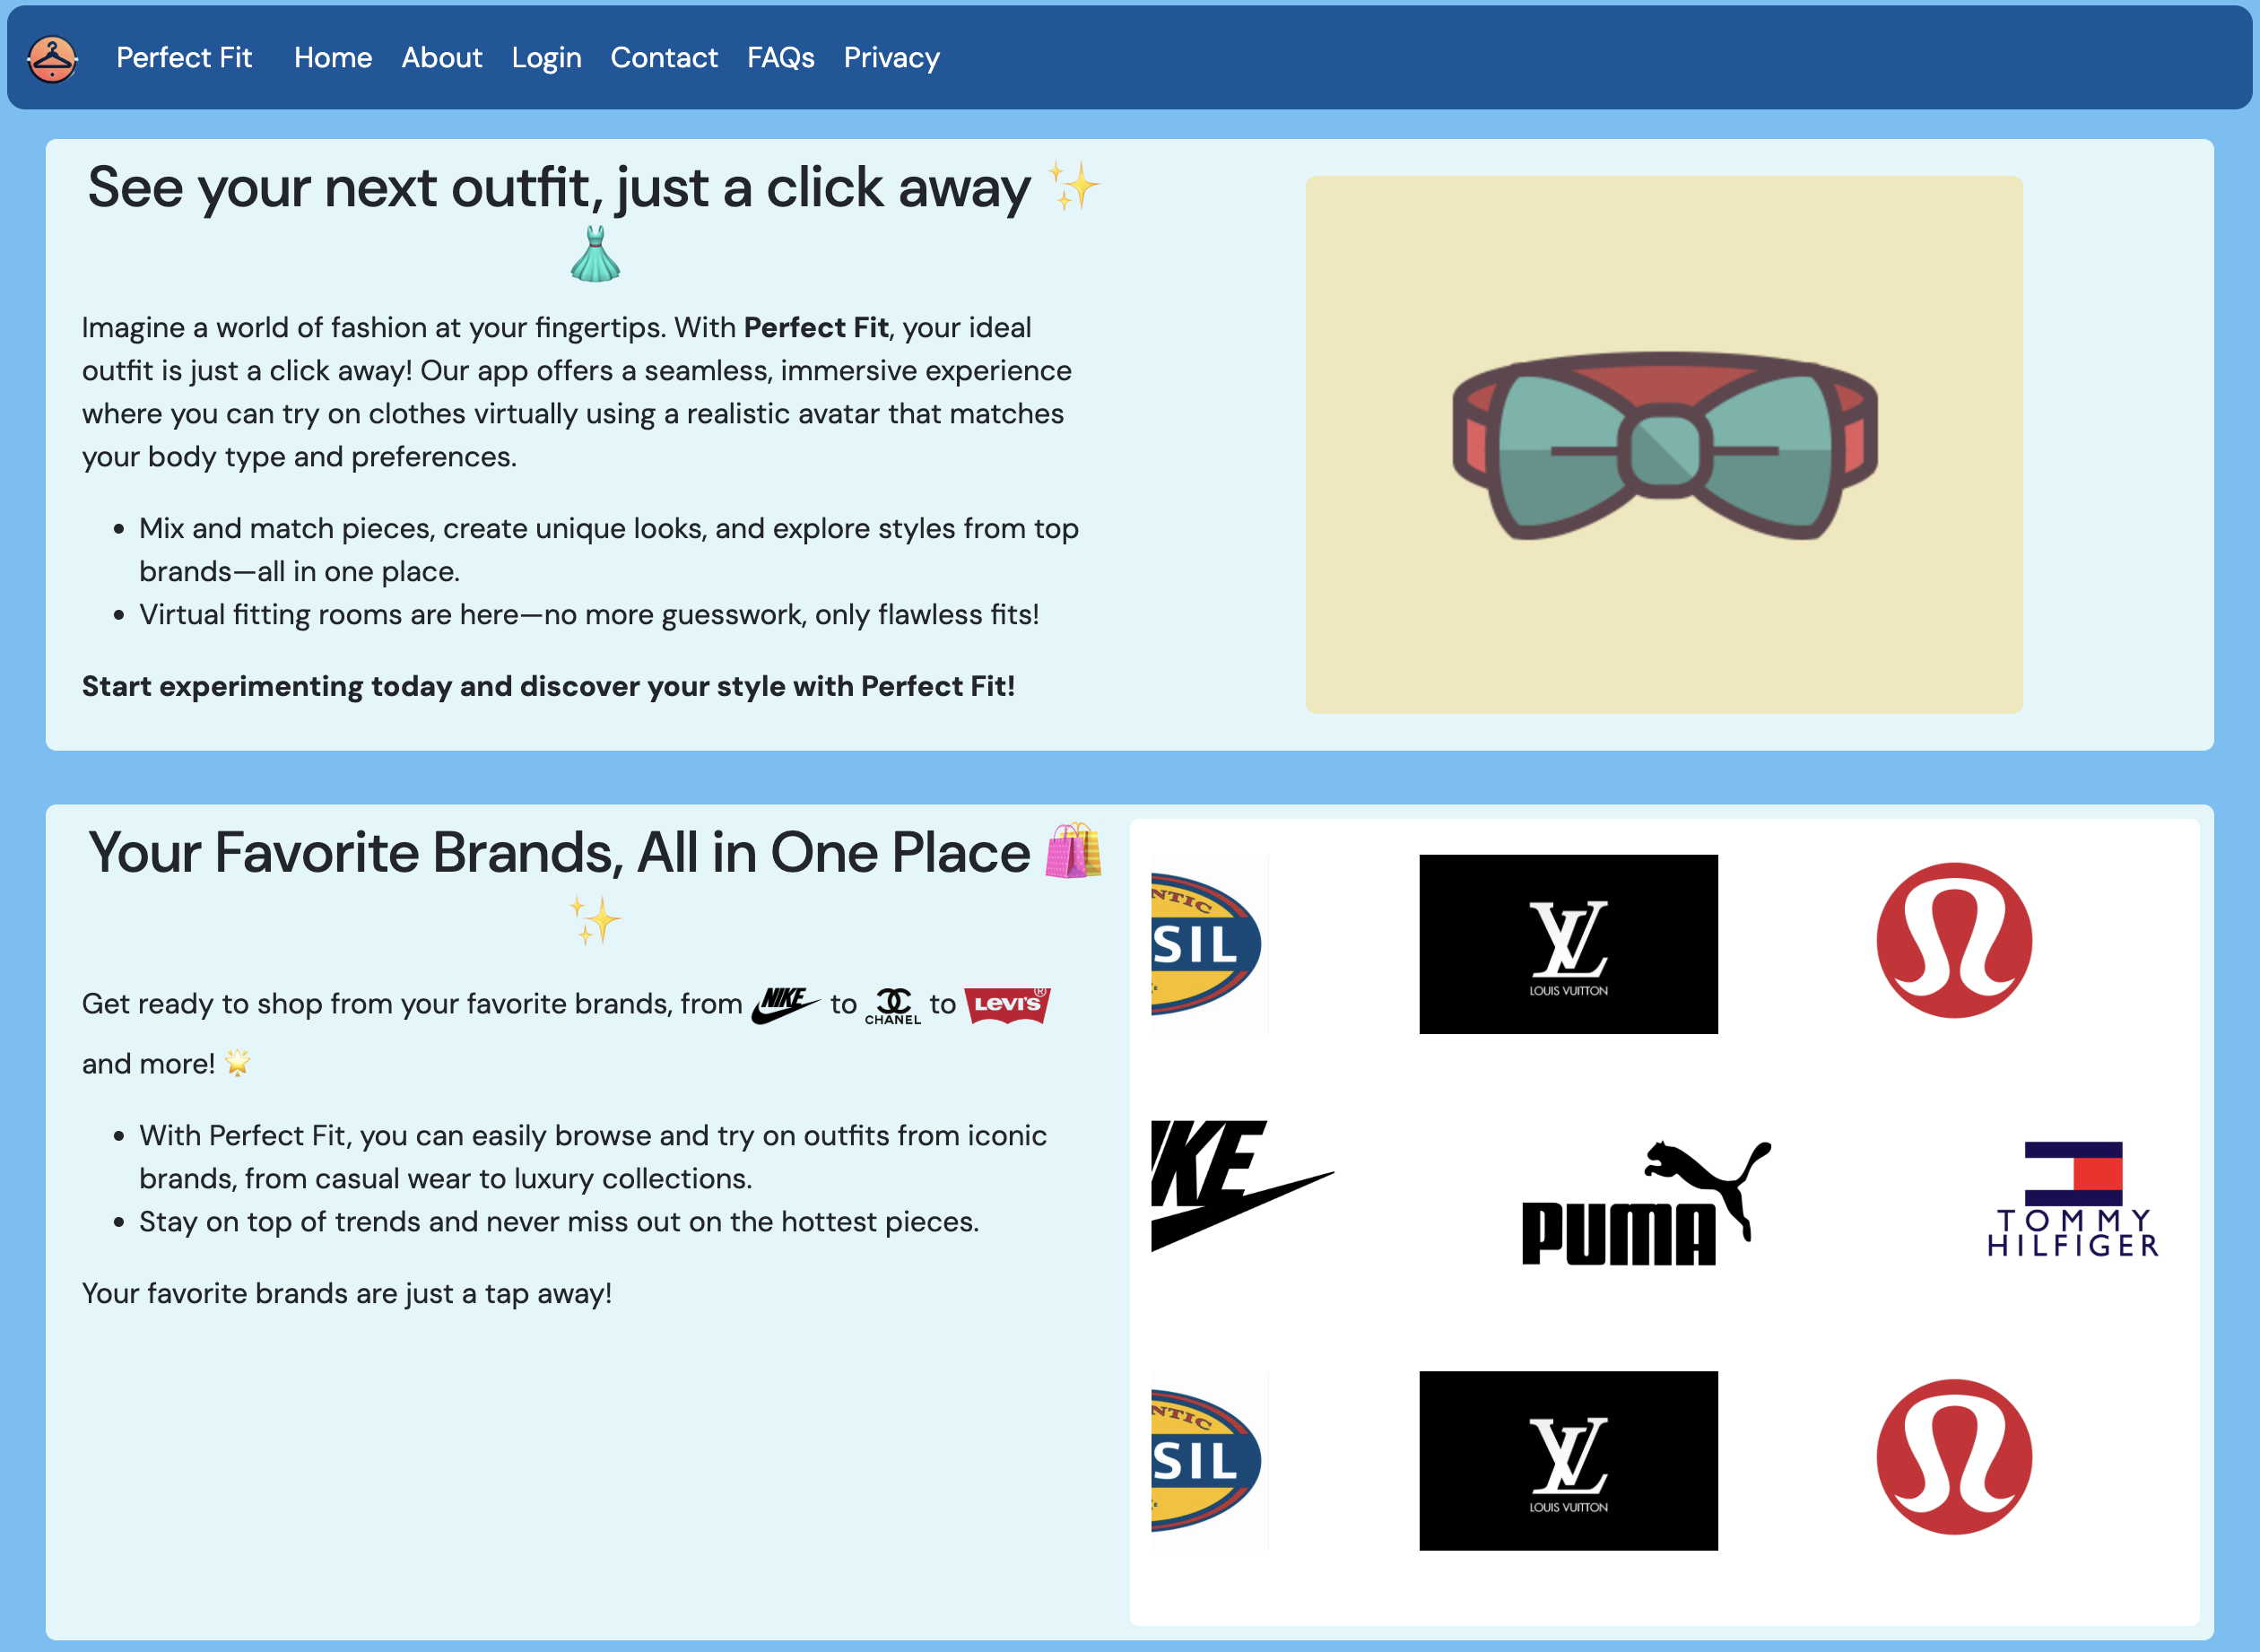 Perfect Fit Home About Login Contact FAQs Privacy
See your next outfit, just a click away ✨
👗
Imagine a world of fashion at your fingertips. With Perfect Fit, your ideal
outfit is just a click away! Our app offers a seamless, immersive experience
where you can try on clothes virtually using a realistic avatar that matches
your body type and preferences.
• Mix and match pieces, create unique looks, and explore styles from top
brands—all in one place.
• Virtual fitting rooms are here—no more guesswork, only flawless fits!
Start experimenting today and discover your style with Perfect Fit!
Your Favorite Brands, All in One Place 🛍️
✨
Get ready to shop from your favorite brands, from NIKE to CHANEL to LEVI'S®
and more! 🌟
• With Perfect Fit, you can easily browse and try on outfits from iconic
brands, from casual wear to luxury collections.
• Stay on top of trends and never miss out on the hottest pieces.
Your favorite brands are just a tap away!
NTIC
SIL
LV
LOUIS VUITTON
KE
PUMA
TOMMY
HILFIGER
NTIC
SIL
LV
LOUIS VUITTON